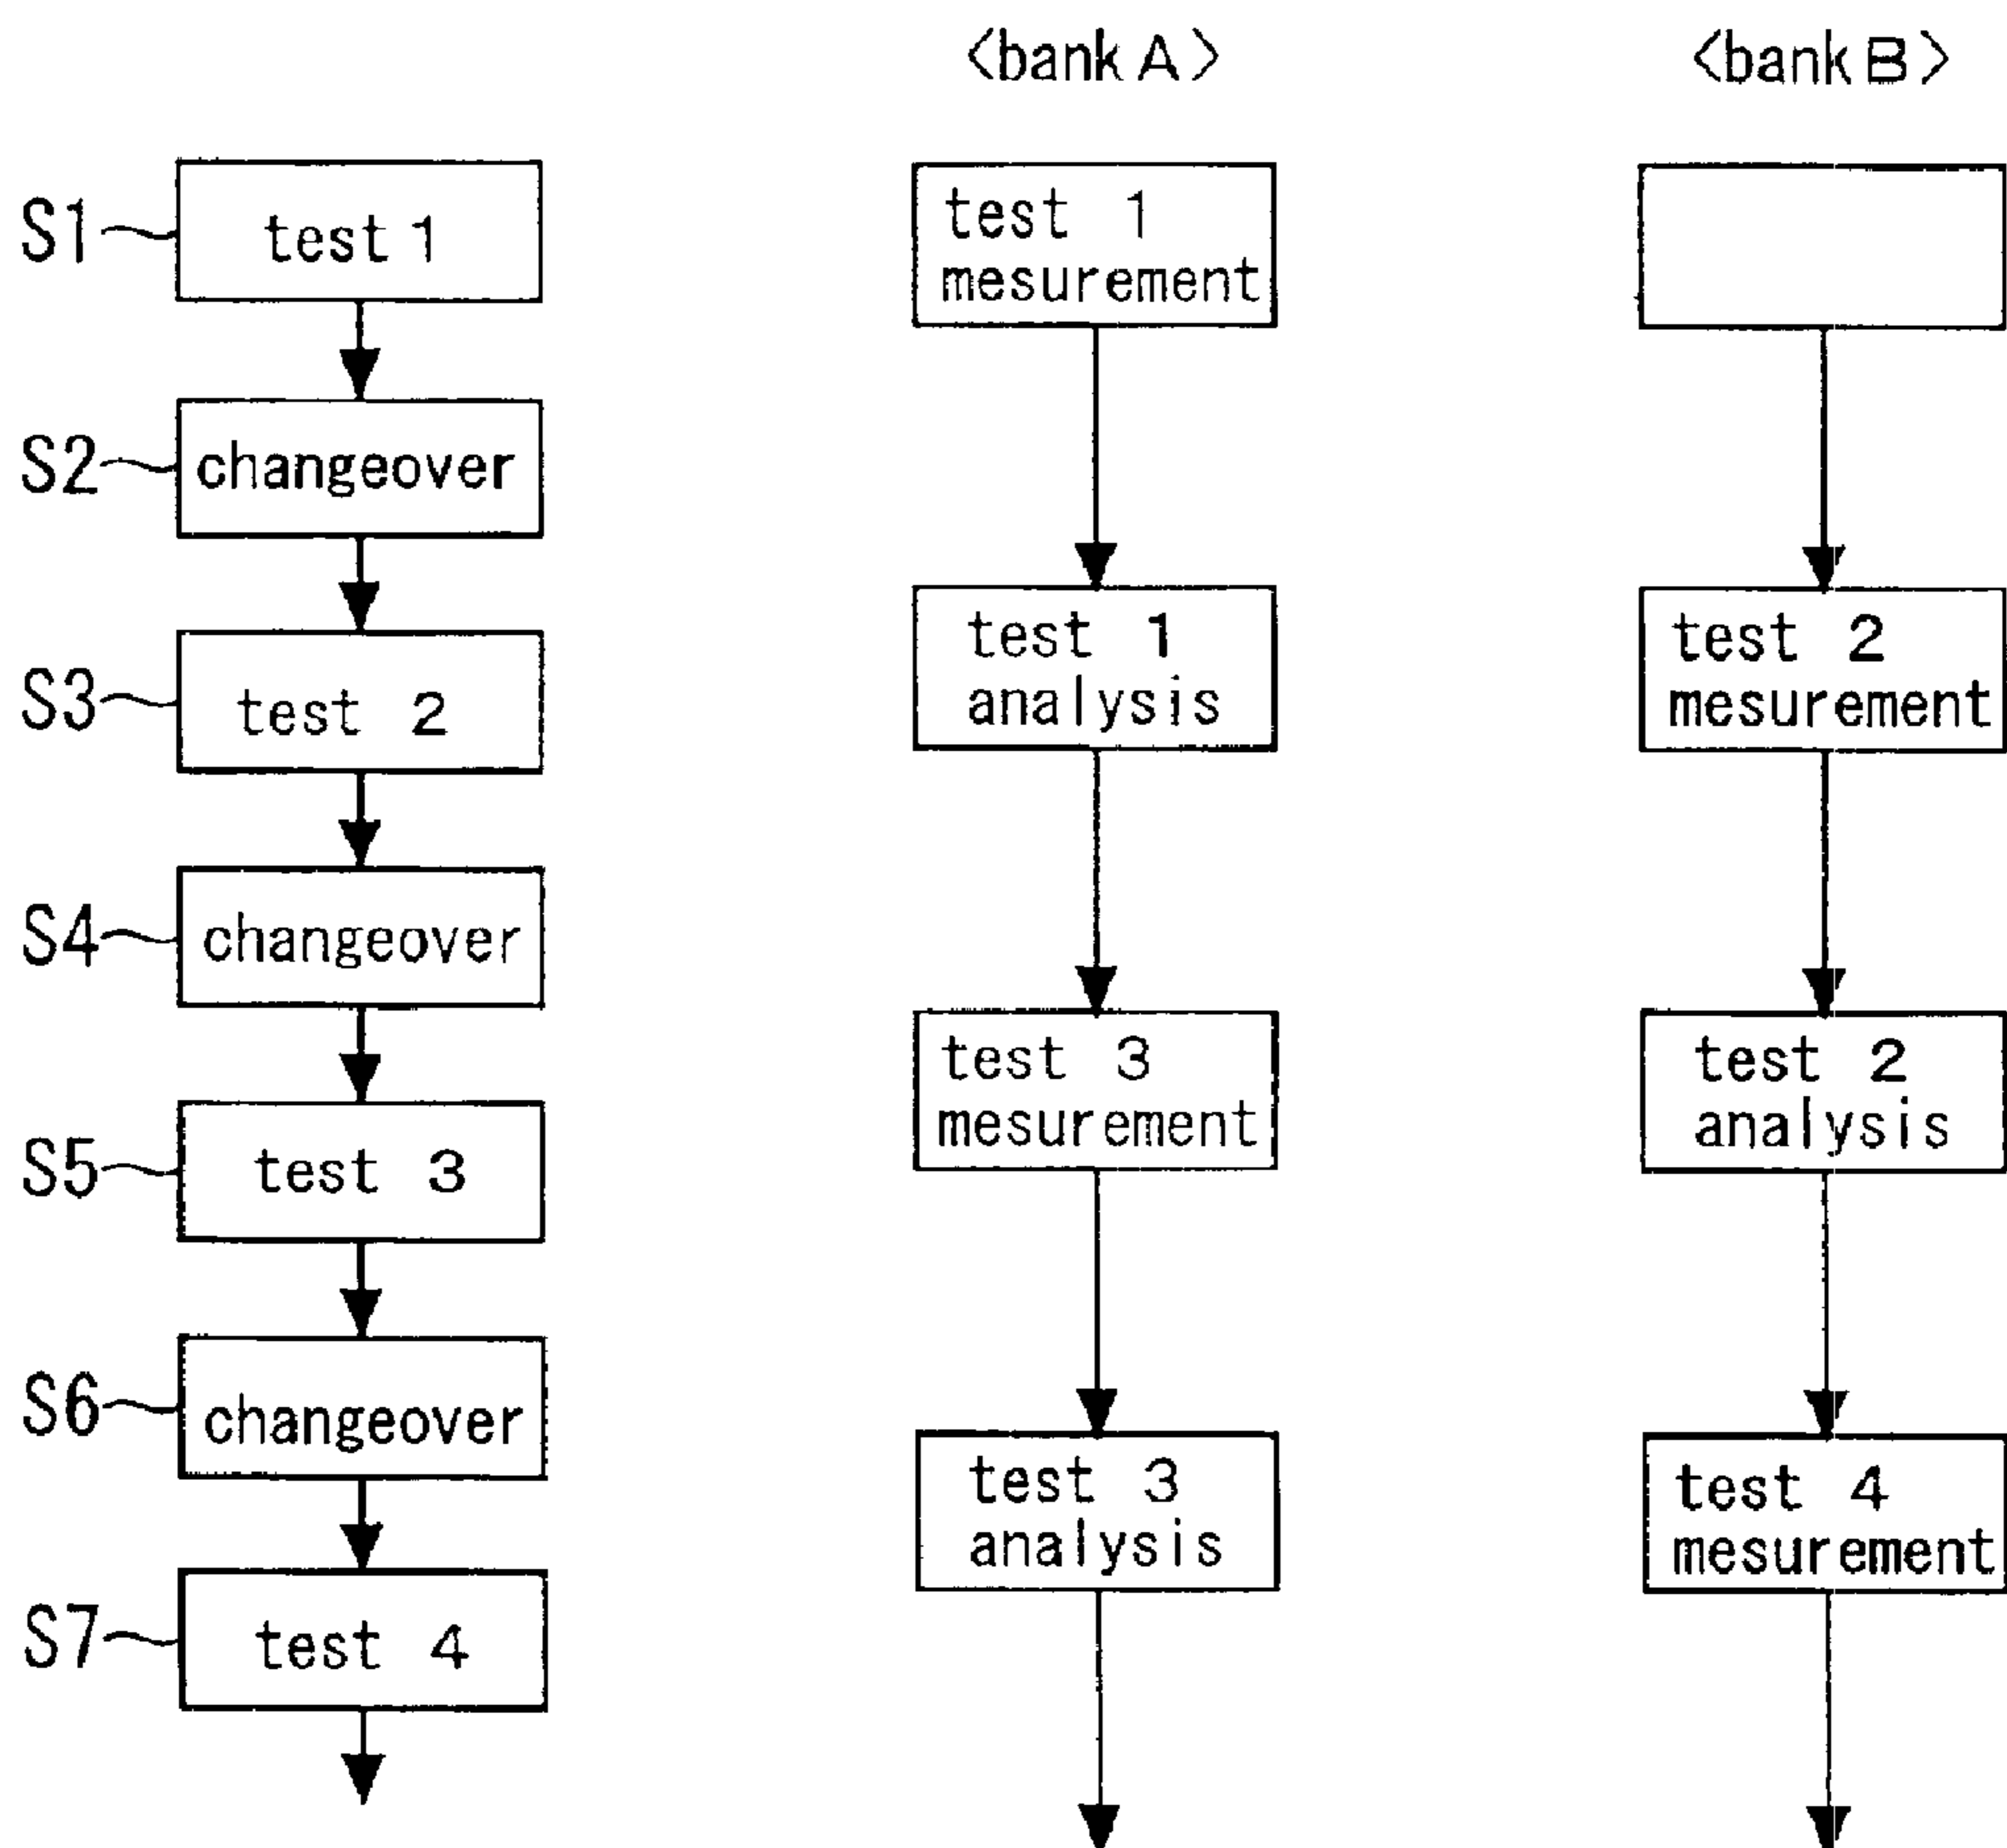 <bank A>
<bank B>
S1
test 1
test 1
mesurement
S2
changeover
test 1
analysis
test 2
mesurement
S3
test 2
S4
changeover
test 3
mesurement
test 2
analysis
S5
test 3
S6
changeover
test 3
analysis
test 4
mesurement
S7
test 4